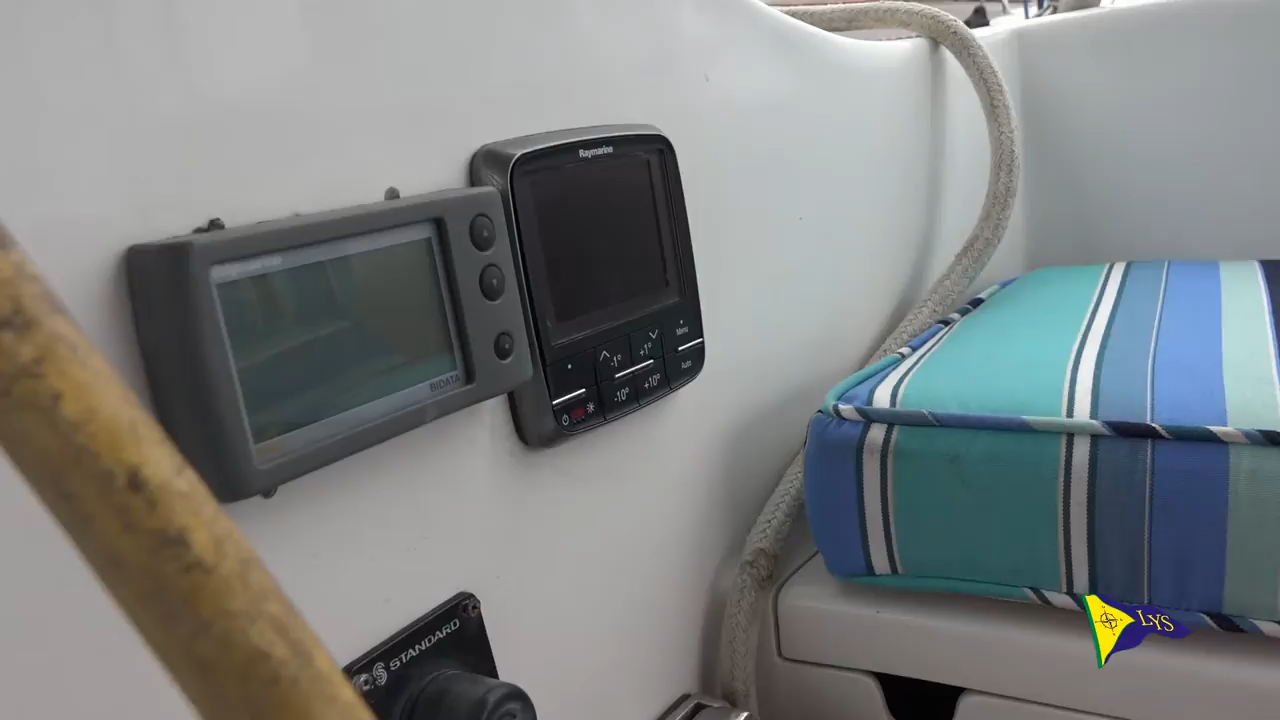 Raymarine
BIDATA
-1°
+1°
Menu
-10°
+10°
Auto
STANDARD
LYS